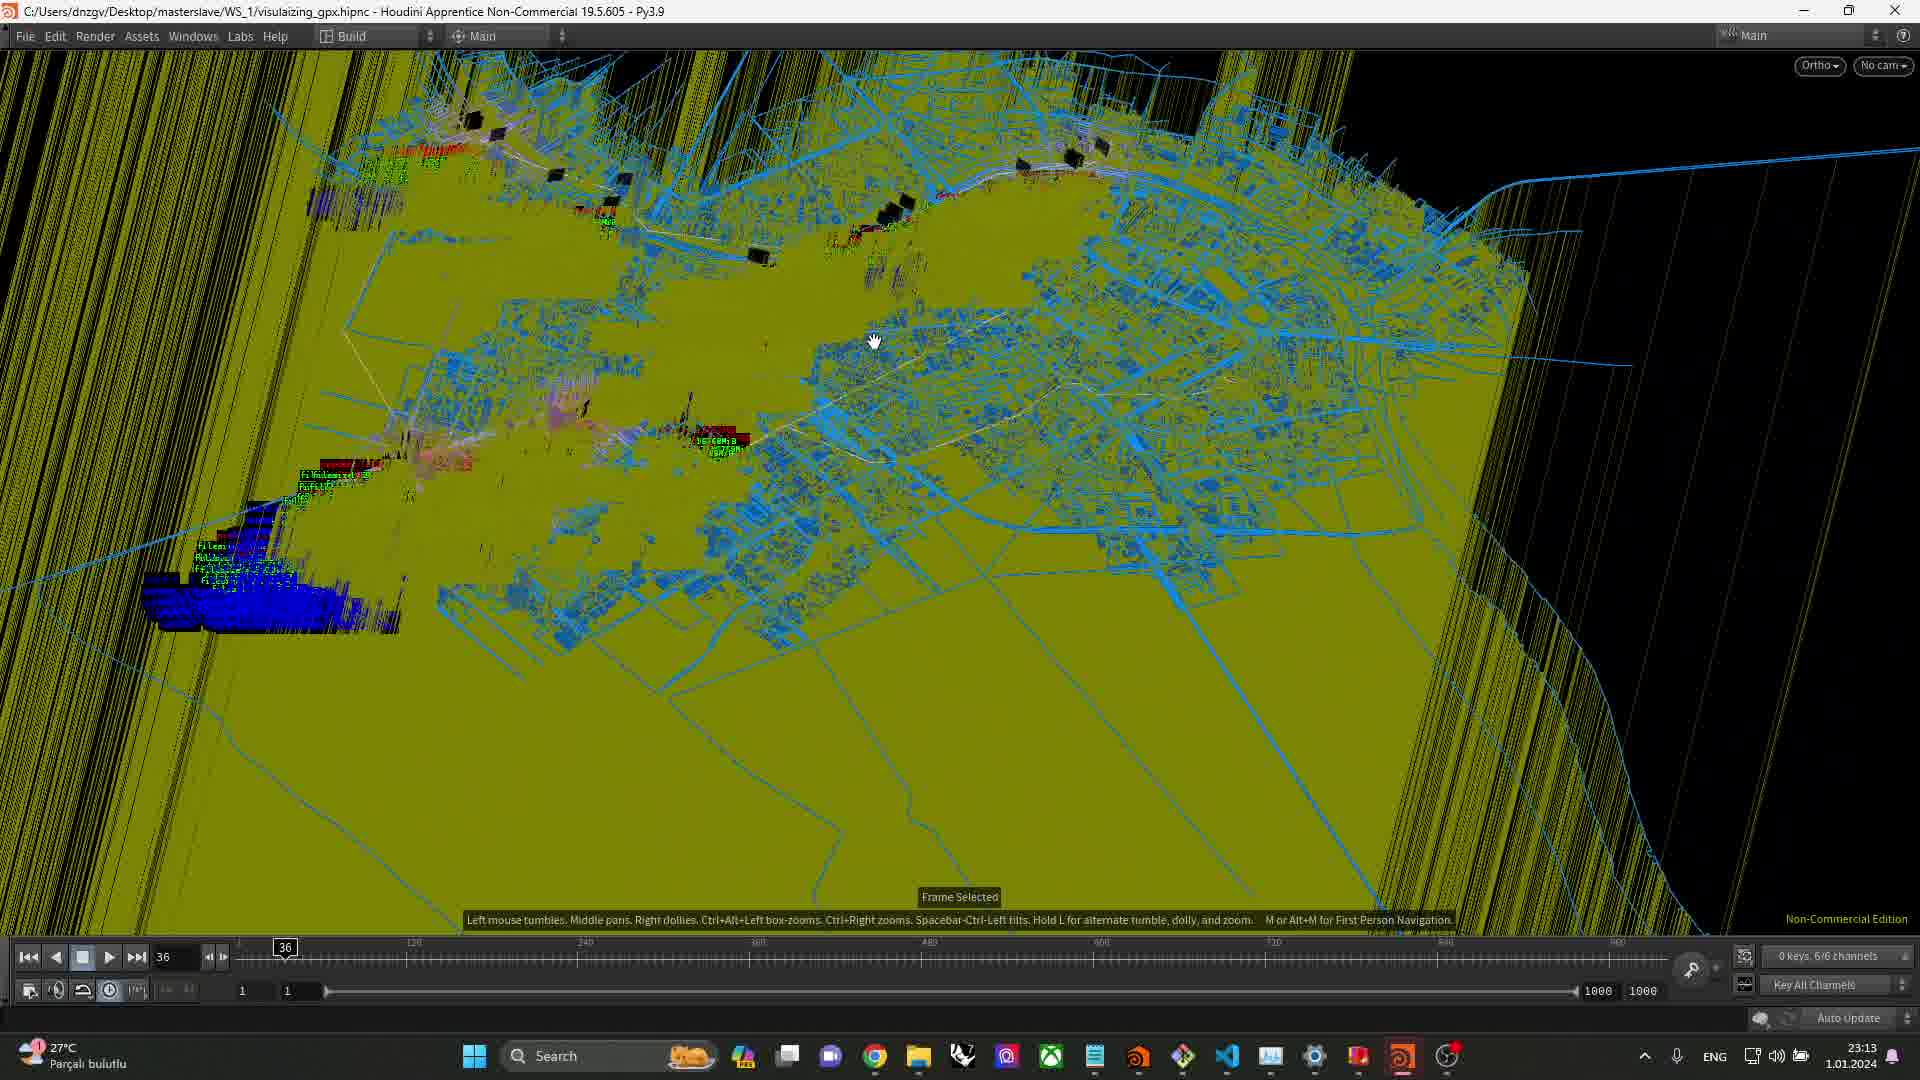 C:/Users/dnzgv/Desktop/masterslave/WS_1/visulaizing_gpx.hipnc - Houdini Apprentice Non-Commercial 19.5.605 - Py3.9
File Edit Render Assets Windows Labs Help Build Main Main
Ortho No cam
Frame Selected
Left mouse tumbles. Middle pans. Right dollies. Ctrl+Alt+Left box-zooms. Ctrl+Right zooms. Spacebar-Ctrl-Left tilts. Hold L for alternate tumble, dolly, and zoom. M or Alt+M for First Person Navigation.
Non-Commercial Edition
1 36 120 240 360 480 600 720 840 960
36 0 keys, 6/6 channels
1 1 1000 1000 Key All Channels
Auto Update
27°C
Parçalı bulutlu
Search
ENG
23:13
1.01.2024